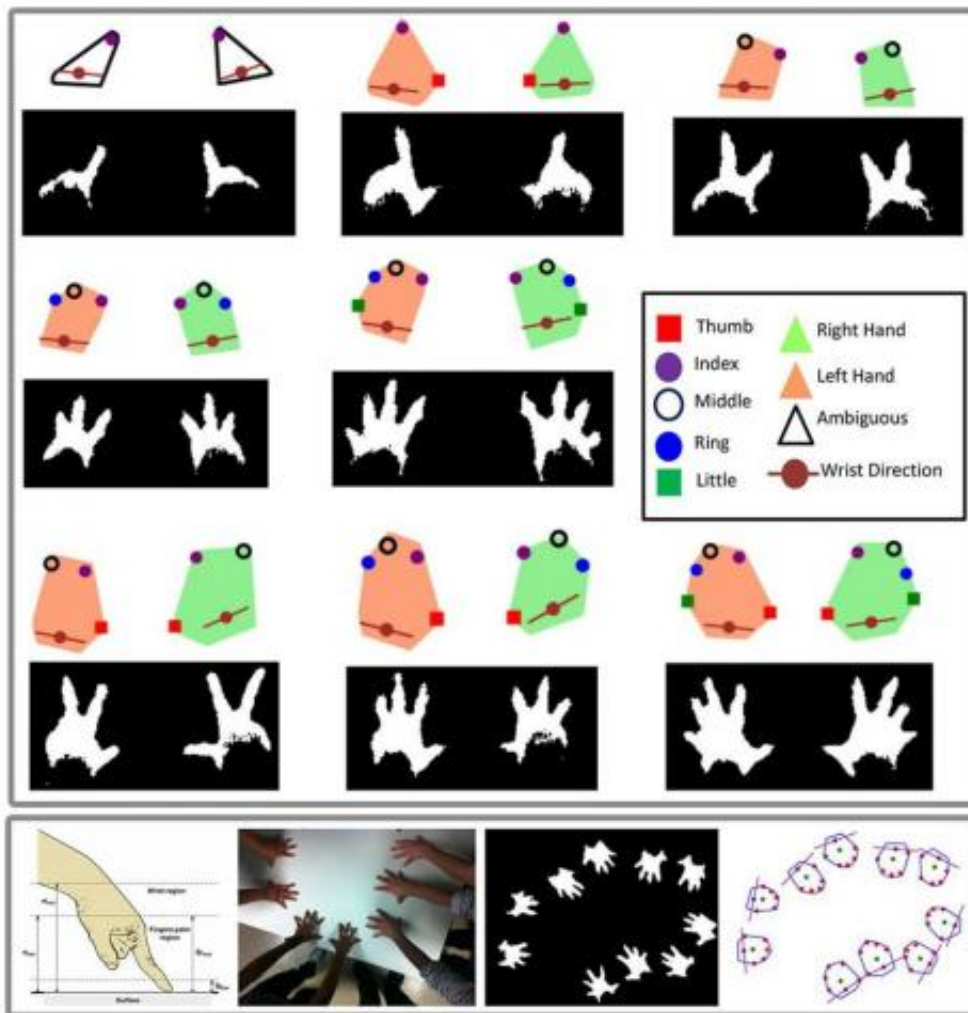 Thumb
Right Hand
Index
Left Hand
Middle
Ambiguous
Ring
Wrist Direction
Little
Wrist region
Fingers-palm
region
Surface